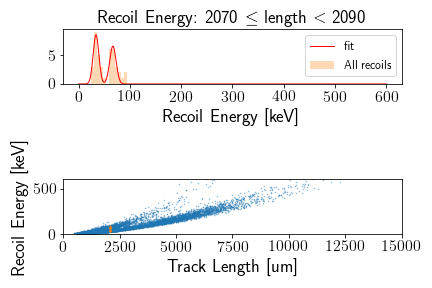 Recoil Energy: 2070 ≤ length < 2090
5
0
fit
All recoils
0 100 200 300 400 500 600
Recoil Energy [keV]
Recoil Energy [keV]
500
0
0 2500 5000 7500 10000 12500 15000
Track Length [um]